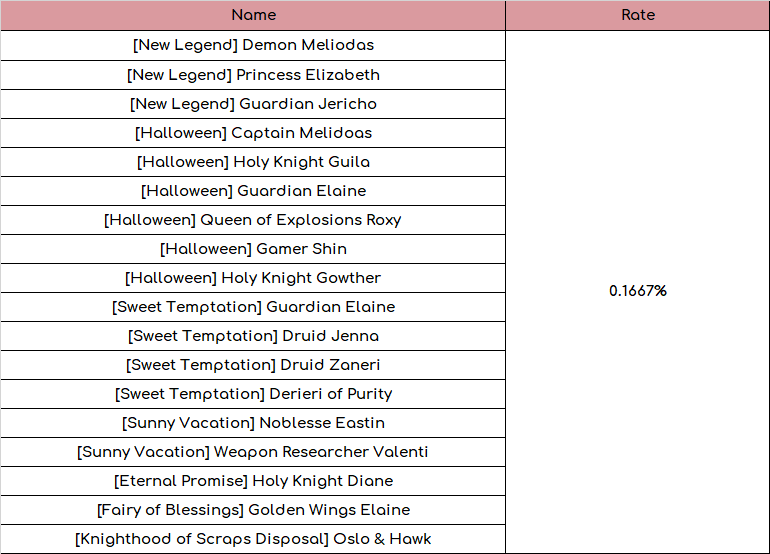 Name Rate
[New Legend] Demon Meliodas
[New Legend] Princess Elizabeth
[New Legend] Guardian Jericho
[Halloween] Captain Melidoas
[Halloween] Holy Knight Guila
[Halloween] Guardian Elaine
[Halloween] Queen of Explosions Roxy
[Halloween] Gamer Shin
[Halloween] Holy Knight Gowther
0.1667%
[Sweet Temptation] Guardian Elaine
[Sweet Temptation] Druid Jenna
[Sweet Temptation] Druid Zaneri
[Sweet Temptation] Derieri of Purity
[Sunny Vacation] Noblesse Eastin
[Sunny Vacation] Weapon Researcher Valenti
[Eternal Promise] Holy Knight Diane
[Fairy of Blessings] Golden Wings Elaine
[Knighthood of Scraps Disposal] Oslo & Hawk